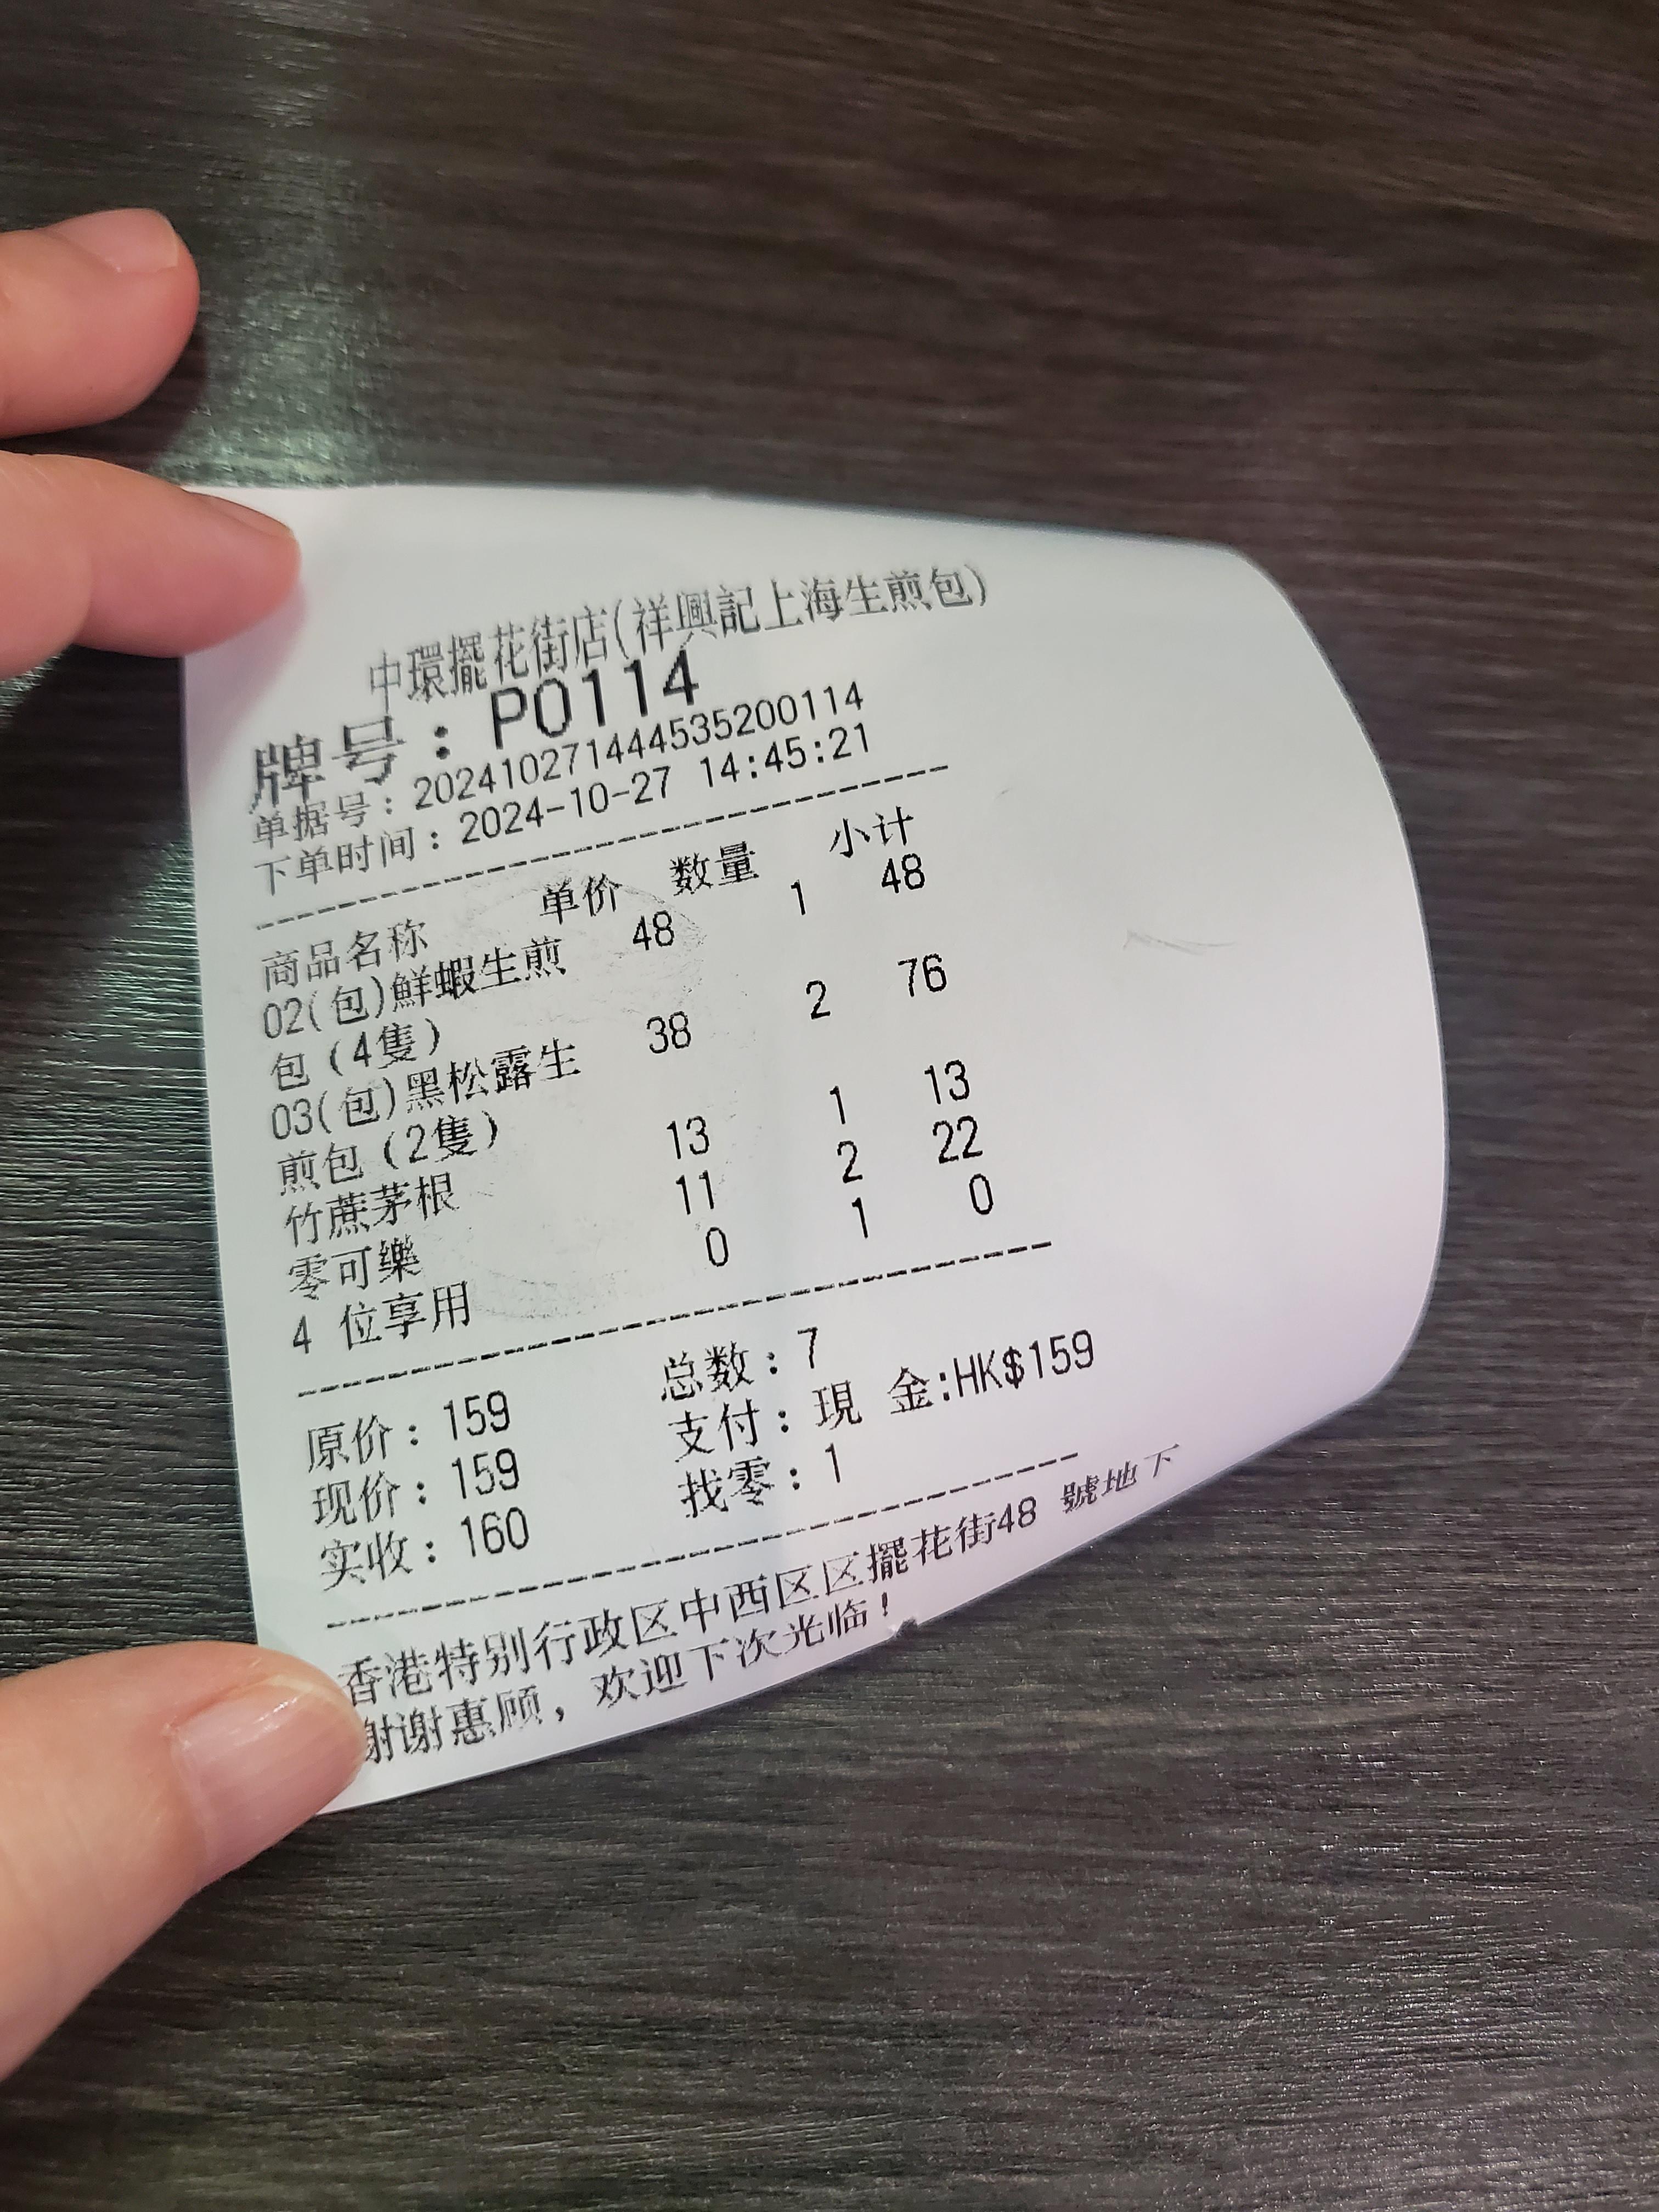 中環擺花街店(祥興記上海生煎包)
牌号：P0114
单据号：20241027144453​5200114
下单时间：2024-10-27 14:45:21
商品名称 单价 数量 小计
02(包)鮮蝦生煎 48 1 48
包（4隻）
03(包)黑松露生 38 2 76
煎包（2隻）
竹蔗茅根 13 1 13
零可樂 11 2 22
4 位享用 0 1 0
原价：159 总数：7
现价：159 支付：現 金:HK$159
实收：160 找零：1
香港特别行政区中西区区擺花街48 號地下
谢谢惠顾，欢迎下次光临！